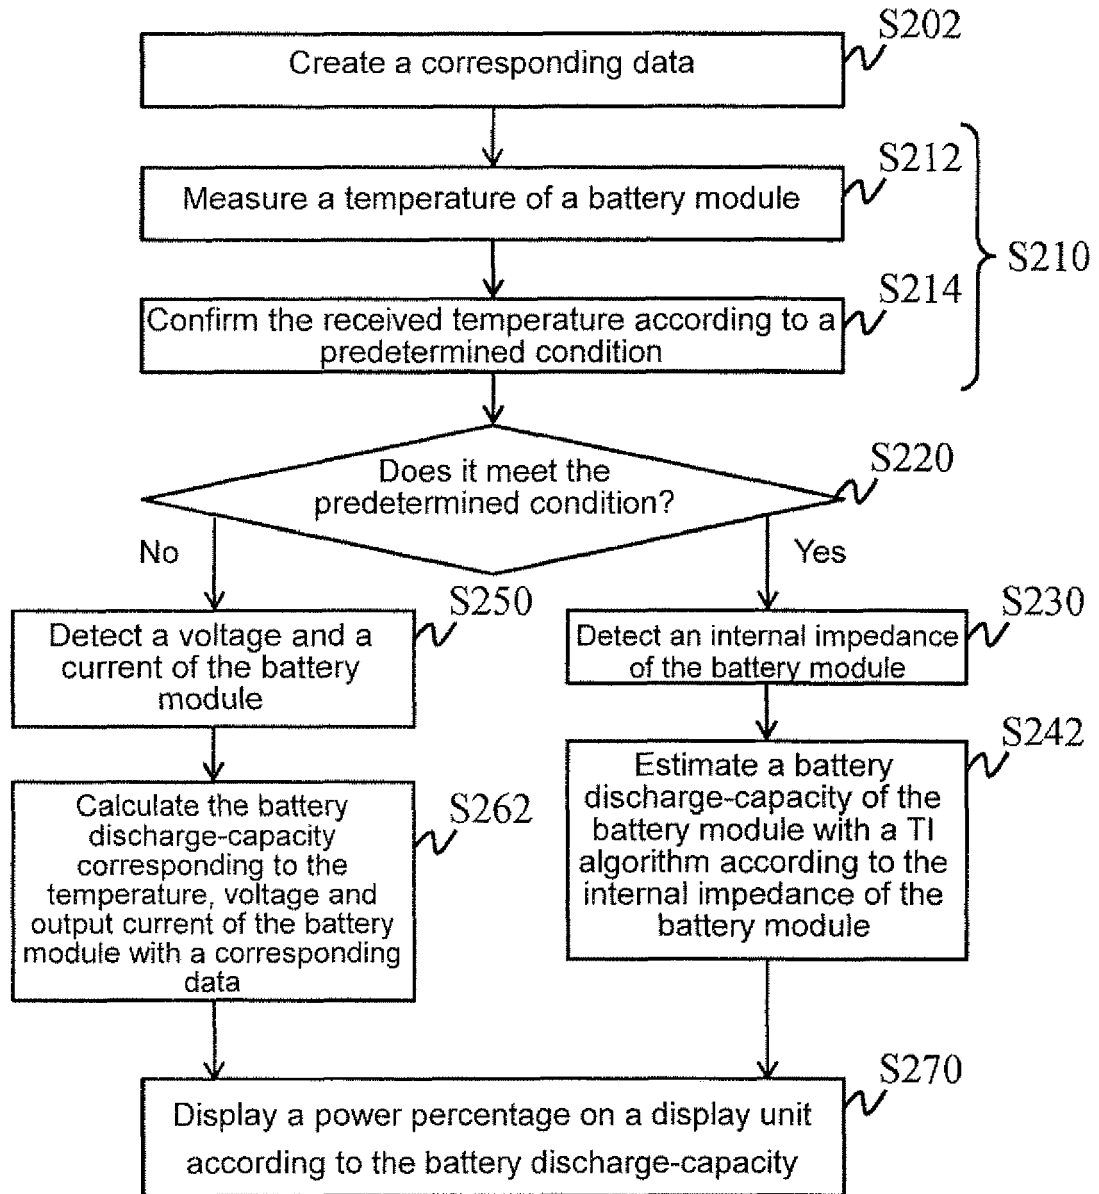 S202
Create a corresponding data
S212
Measure a temperature of a battery module
S210
S214
Confirm the received temperature according to a
predetermined condition
S220
Does it meet the
predetermined condition?
No
Yes
S250
Detect a voltage and a
current of the battery
module
S230
Detect an internal impedance
of the battery module
S262
Calculate the battery
discharge-capacity
corresponding to the
temperature, voltage and
output current of the battery
module with a corresponding
data
S242
Estimate a battery
discharge-capacity of the
battery module with a TI
algorithm according to the
internal impedance of the
battery module
S270
Display a power percentage on a display unit
according to the battery discharge-capacity